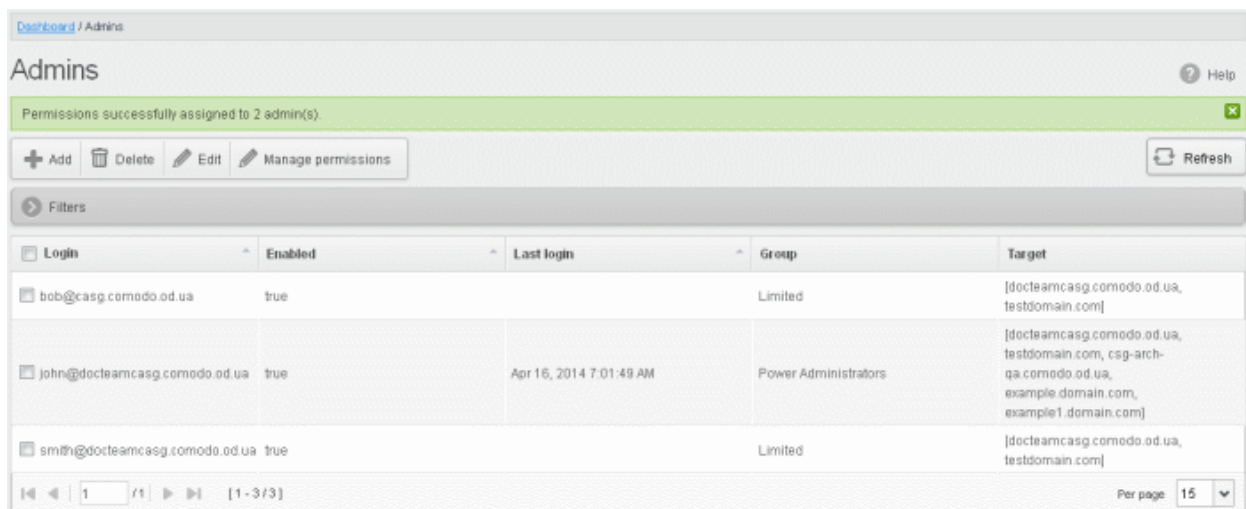 Dashboard / Admins
Admins
Help
Permissions successfully assigned to 2 admin(s).
Add Delete Edit Manage permissions
Refresh
Filters
Login Enabled Last login Group Target
bob@casg.comodo.od.ua true Limited [docteamcasg.comodo.od.ua,
testdomain.com]
john@docteamcasg.comodo.od.ua true Apr 16, 2014 7:01:49 AM Power Administrators [docteamcasg.comodo.od.ua,
testdomain.com, csg-arch-
qa.comodo.od.ua,
example.domain.com,
example1.domain.com]
smith@docteamcasg.comodo.od.ua true Limited [docteamcasg.comodo.od.ua,
testdomain.com]
1 /1 [1 - 3 / 3] Per page 15